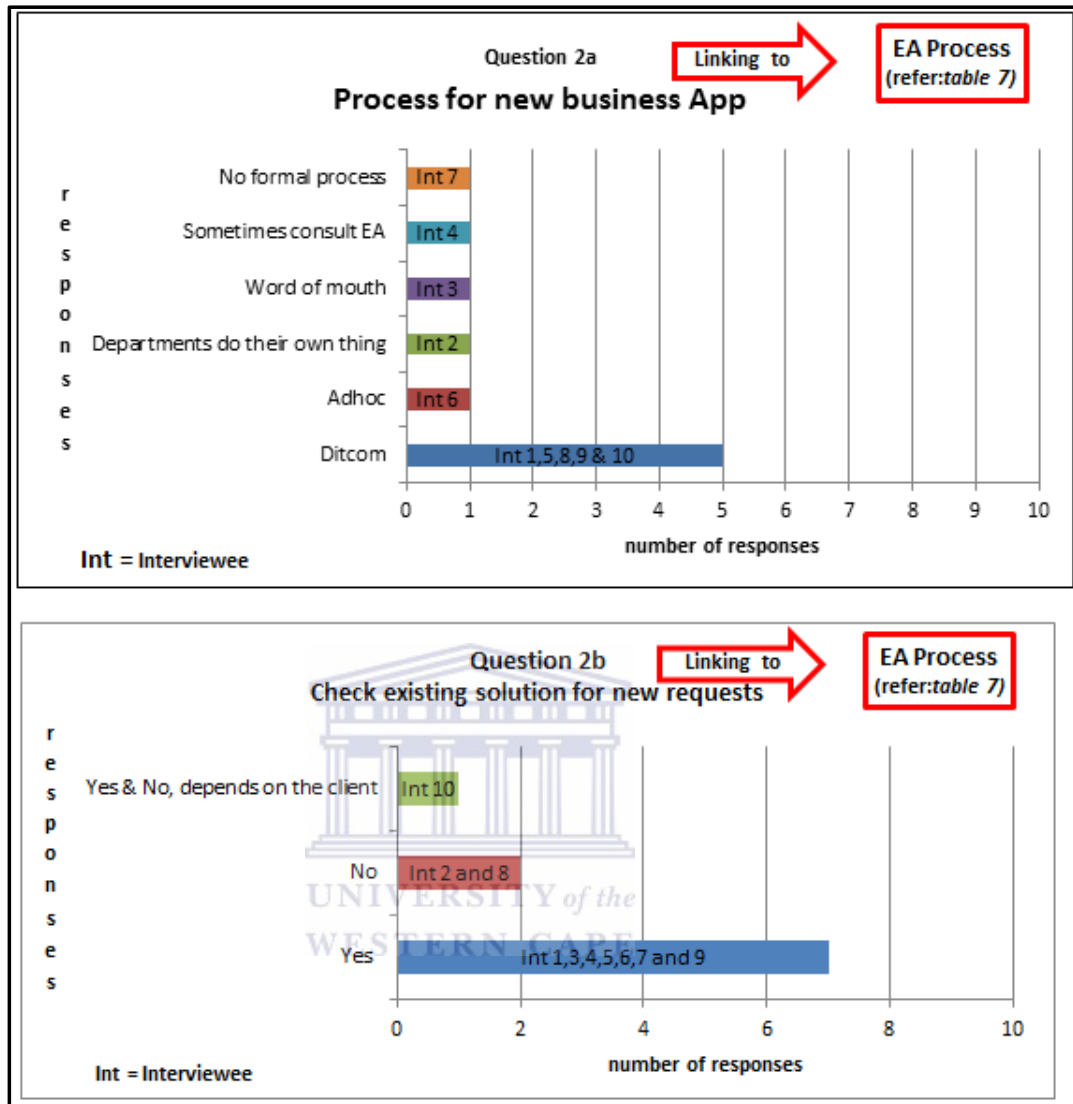 Question 2a
Linking to
EA Process
(refer:table 7)
Process for new business App
responses
No formal process
Int 7
Sometimes consult EA
Int 4
Word of mouth
Int 3
Departments do their own thing
Int 2
Adhoc
Int 6
Ditcom
Int 1,5,8,9 & 10
0 1 2 3 4 5 6 7 8 9 10
number of responses
Int = Interviewee
Question 2b
Linking to
EA Process
(refer:table 7)
Check existing solution for new requests
responses
Yes & No, depends on the client
Int 10
No
Int 2 and 8
UNIVERSITY of the
WESTERN CAPE
Yes
Int 1,3,4,5,6,7 and 9
0 2 4 6 8 10
number of responses
Int = Interviewee